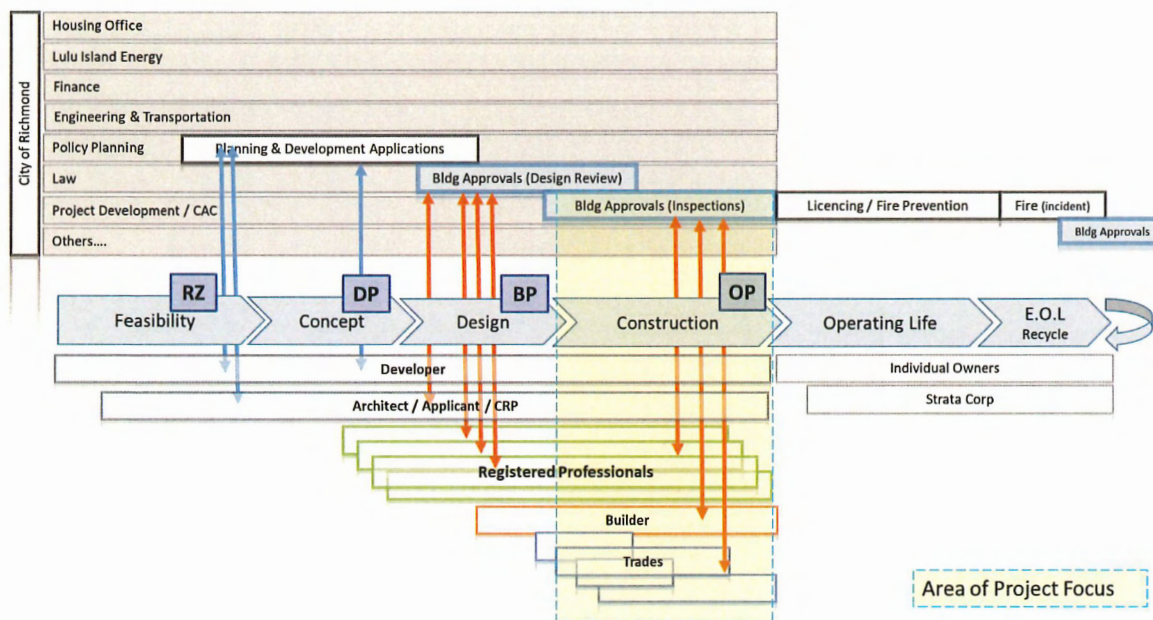 City of Richmond
Housing Office
Lulu Island Energy
Finance
Engineering & Transportation
Policy Planning
Planning & Development Applications
Law
Bldg Approvals (Design Review)
Project Development / CAC
Bldg Approvals (Inspections)
Licencing / Fire Prevention
Fire (incident)
Others....
Bldg Approvals
RZ
DP
BP
OP
Feasibility
Concept
Design
Construction
Operating Life
E.O.L
Recycle
Developer
Individual Owners
Architect / Applicant / CRP
Strata Corp
Registered Professionals
Builder
Trades
Area of Project Focus